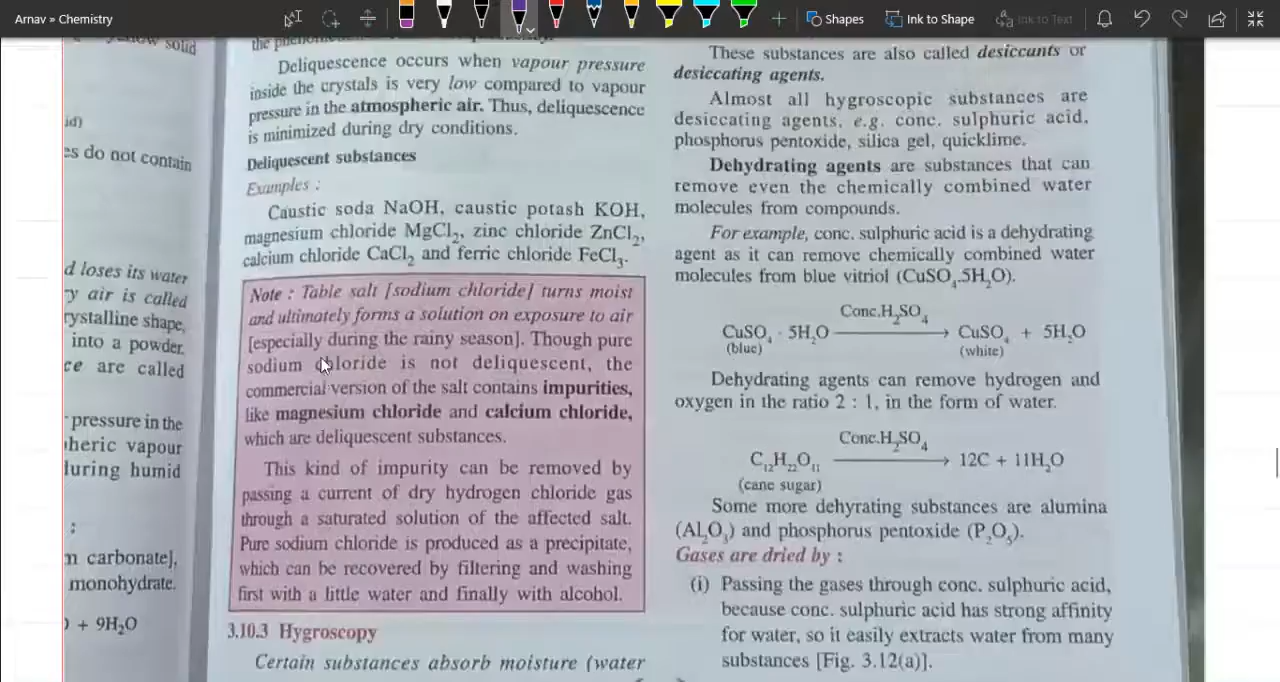 Arnav » Chemistry
Shapes
Ink to Shape
Ink to Text
yellow solid
id)
es do not contain
d loses its water
y air is called
rystalline shape,
into a powder.
ce are called
pressure in the
heric vapour
luring humid
:
m carbonate],
monohydrate.
) + 9H₂O
Deliquescence occurs when vapour pressure
inside the crystals is very low compared to vapour
pressure in the atmospheric air. Thus, deliquescence
is minimized during dry conditions.
Deliquescent substances
Examples :
Caustic soda NaOH, caustic potash KOH,
magnesium chloride MgCl₂, zinc chloride ZnCl₂,
calcium chloride CaCl₂ and ferric chloride FeCl₃.
Note : Table salt [sodium chloride] turns moist
and ultimately forms a solution on exposure to air
[especially during the rainy season]. Though pure
sodium chloride is not deliquescent, the
commercial version of the salt contains impurities,
like magnesium chloride and calcium chloride,
which are deliquescent substances.
This kind of impurity can be removed by
passing a current of dry hydrogen chloride gas
through a saturated solution of the affected salt.
Pure sodium chloride is produced as a precipitate,
which can be recovered by filtering and washing
first with a little water and finally with alcohol.
3.10.3 Hygroscopy
Certain substances absorb moisture (water
These substances are also called desiccants or
desiccating agents.
Almost all hygroscopic substances are
desiccating agents, e.g. conc. sulphuric acid,
phosphorus pentoxide, silica gel, quicklime.
Dehydrating agents are substances that can
remove even the chemically combined water
molecules from compounds.
For example, conc. sulphuric acid is a dehydrating
agent as it can remove chemically combined water
molecules from blue vitriol (CuSO₄.5H₂O).
Conc.H₂SO₄
CuSO₄ · 5H₂O ⟶ CuSO₄ + 5H₂O
(blue) (white)
Dehydrating agents can remove hydrogen and
oxygen in the ratio 2 : 1, in the form of water.
Conc.H₂SO₄
C₁₂H₂₂O₁₁ ⟶ 12C + 11H₂O
(cane sugar)
Some more dehyrating substances are alumina
(Al₂O₃) and phosphorus pentoxide (P₂O₅).
Gases are dried by :
(i) Passing the gases through conc. sulphuric acid,
because conc. sulphuric acid has strong affinity
for water, so it easily extracts water from many
substances [Fig. 3.12(a)].